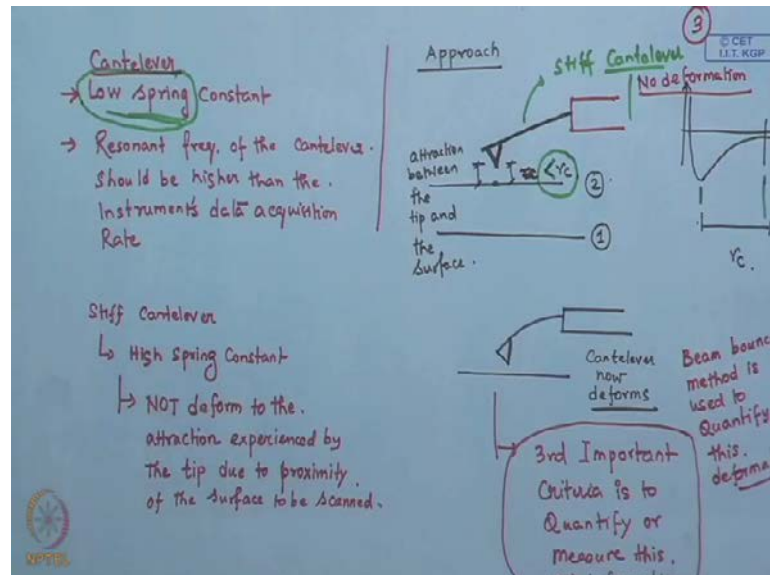 3
© CET
I.I.T. KGP
Cantelever
→ Low Spring Constant
→ Resonant freq. of the Cantelever.
Should be higher than the.
Instrument's data acquisition
Rate
Stiff Cantelever
High Spring Constant
NOT deform to the.
attraction experienced by
the tip due to proximity.
of the surface to be scanned.
Approach
Stiff Cantelever
No deformation
attraction
between
the
tip and
the
surface.
< rc
2
1
rc.
Cantelever
now
deforms
Beam bounc
method is
used to
Quantify
this.
deforma
3rd Important
Criteria is to
Quantify or
measure this.
NPTEL